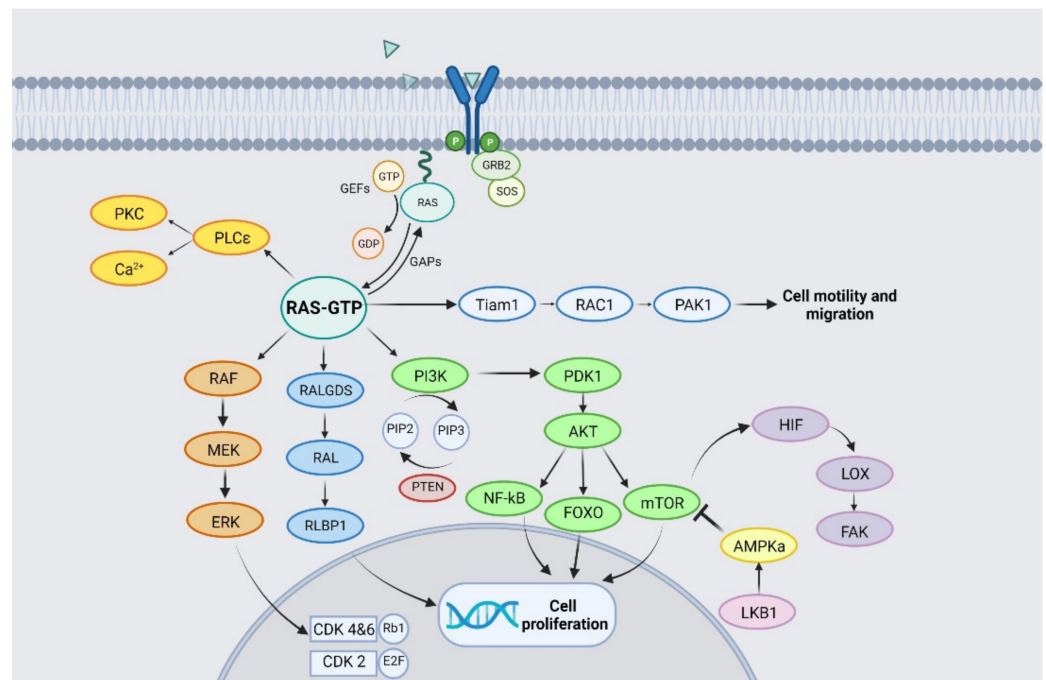 P
P
GRB2
SOS
GTP
GEFs
RAS
GDP
GAPs
PKC
PLCε
Ca²⁺
RAS-GTP
Tiam1
RAC1
PAK1
Cell motility and
migration
RAF
RALGDS
PI3K
PDK1
MEK
RAL
PIP2
PIP3
AKT
HIF
PTEN
LOX
ERK
RLBP1
NF-kB
FOXO
mTOR
FAK
AMPKa
LKB1
Cell
proliferation
CDK 4&6
Rb1
CDK 2
E2F